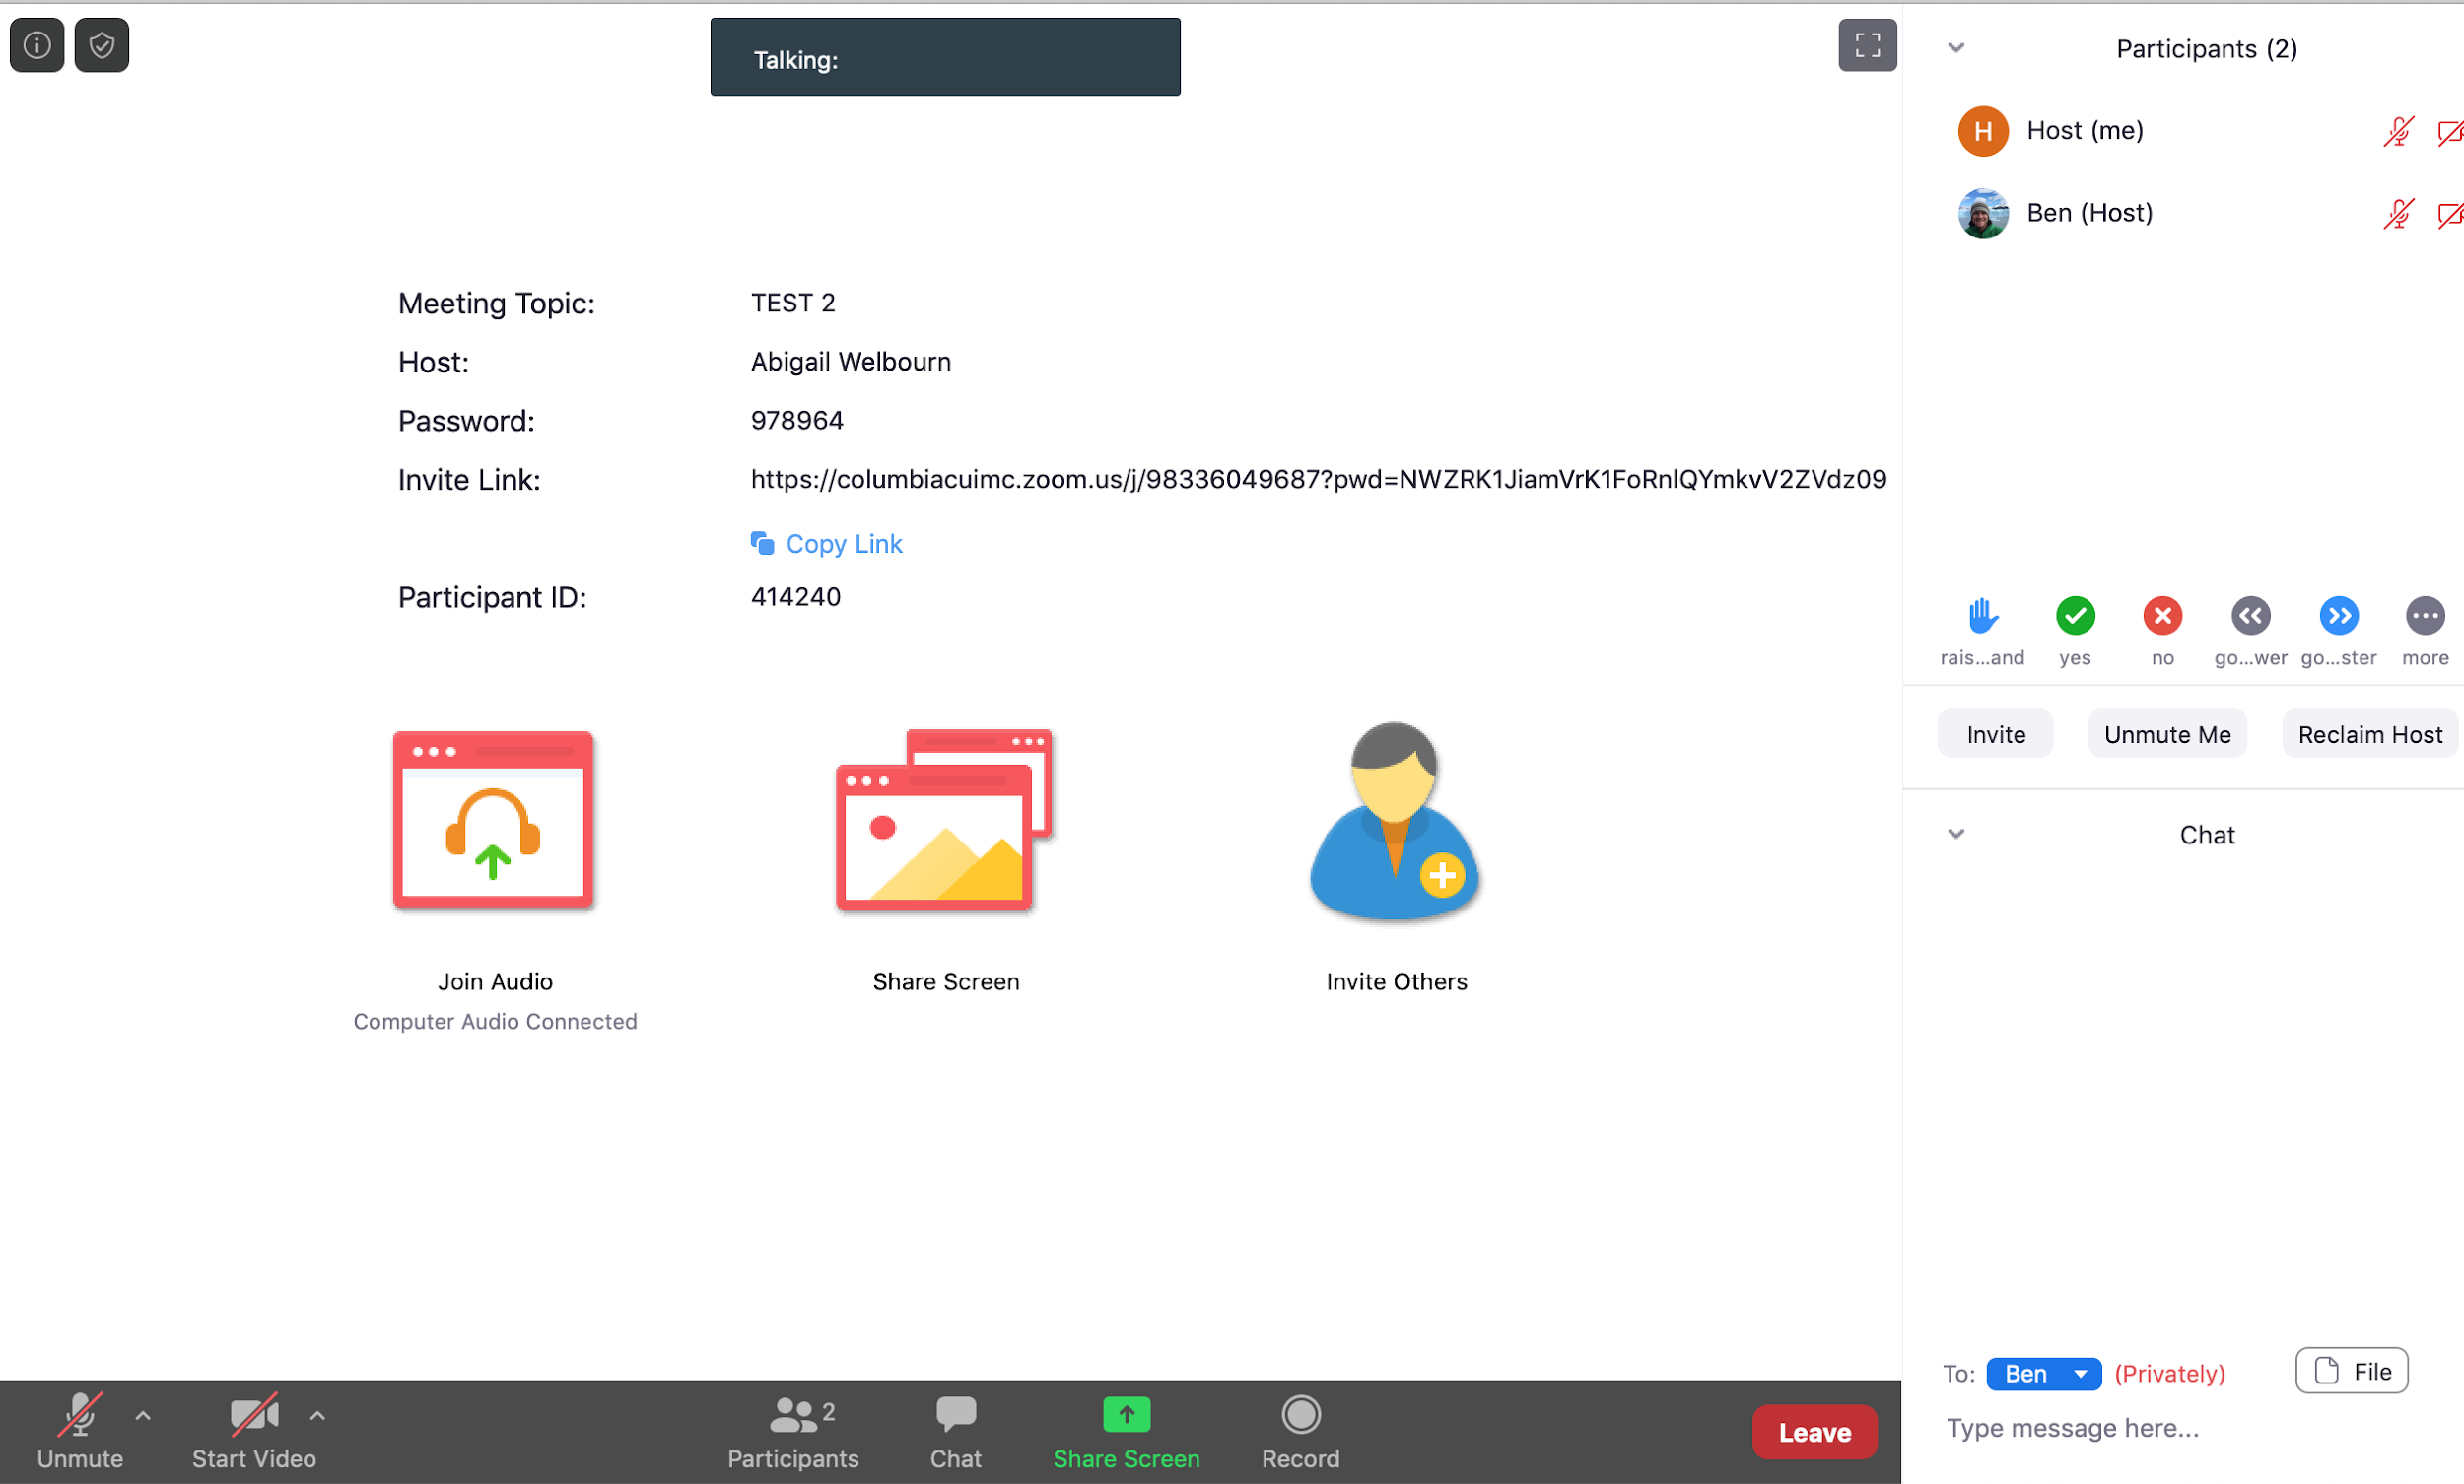 Talking:
Meeting Topic: TEST 2
Host: Abigail Welbourn
Password: 978964
Invite Link: https://columbiacuimc.zoom.us/j/98336049687?pwd=NWZRK1JiamVrK1FoRnlQYmkvV2ZVdz09
Copy Link
Participant ID: 414240
Join Audio
Computer Audio Connected
Share Screen
Invite Others
Unmute
Start Video
2
Participants
Chat
Share Screen
Record
Leave
Participants (2)
H Host (me)
Ben (Host)
rais...and yes no go...wer go...ster more
Invite Unmute Me Reclaim Host
Chat
To: Ben (Privately) File
Type message here...